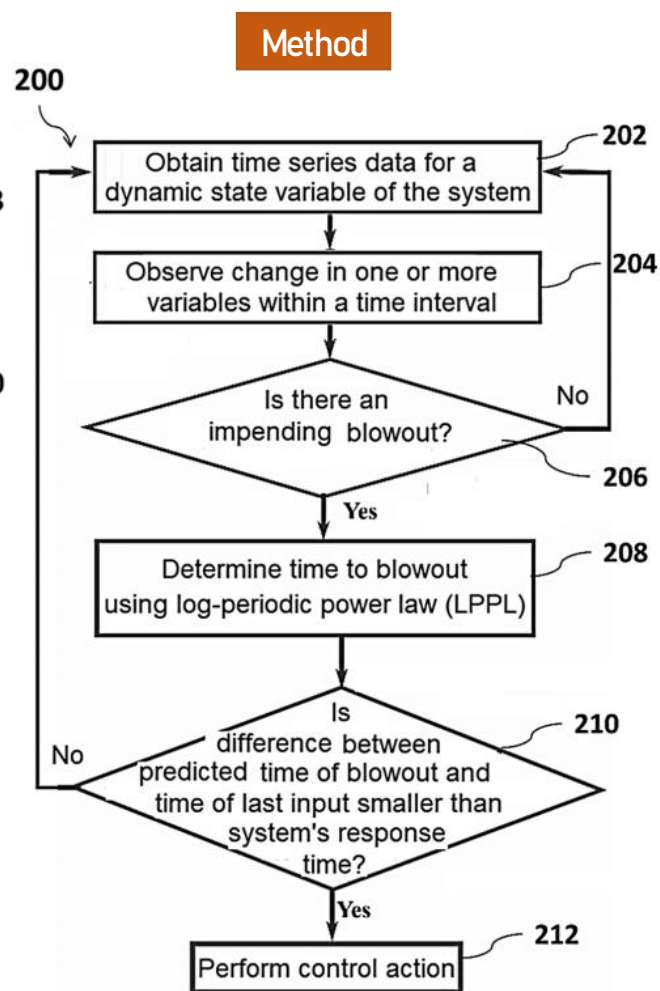 Method
200
202
Obtain time series data for a
dynamic state variable of the system
204
Observe change in one or more
variables within a time interval
Is there an
impending blowout?
No
206
Yes
208
Determine time to blowout
using log-periodic power law (LPPL)
210
Is
difference between
predicted time of blowout and
time of last input smaller than
system's response
time?
No
Yes
212
Perform control action